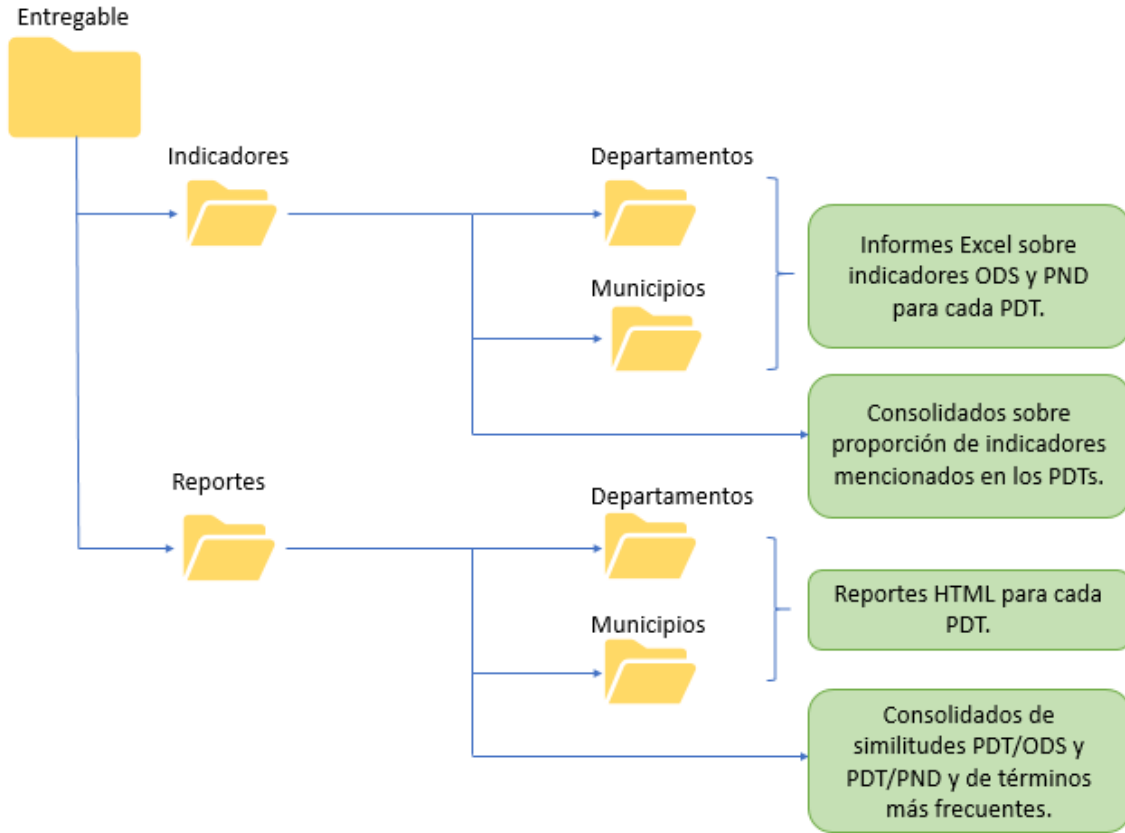 Entregable
Indicadores
Departamentos
Municipios
Informes Excel sobre
indicadores ODS y PND
para cada PDT.
Consolidados sobre
proporción de indicadores
mencionados en los PDTs.
Reportes
Departamentos
Municipios
Reportes HTML para cada
PDT.
Consolidados de
similitudes PDT/ODS y
PDT/PND y de términos
más frecuentes.